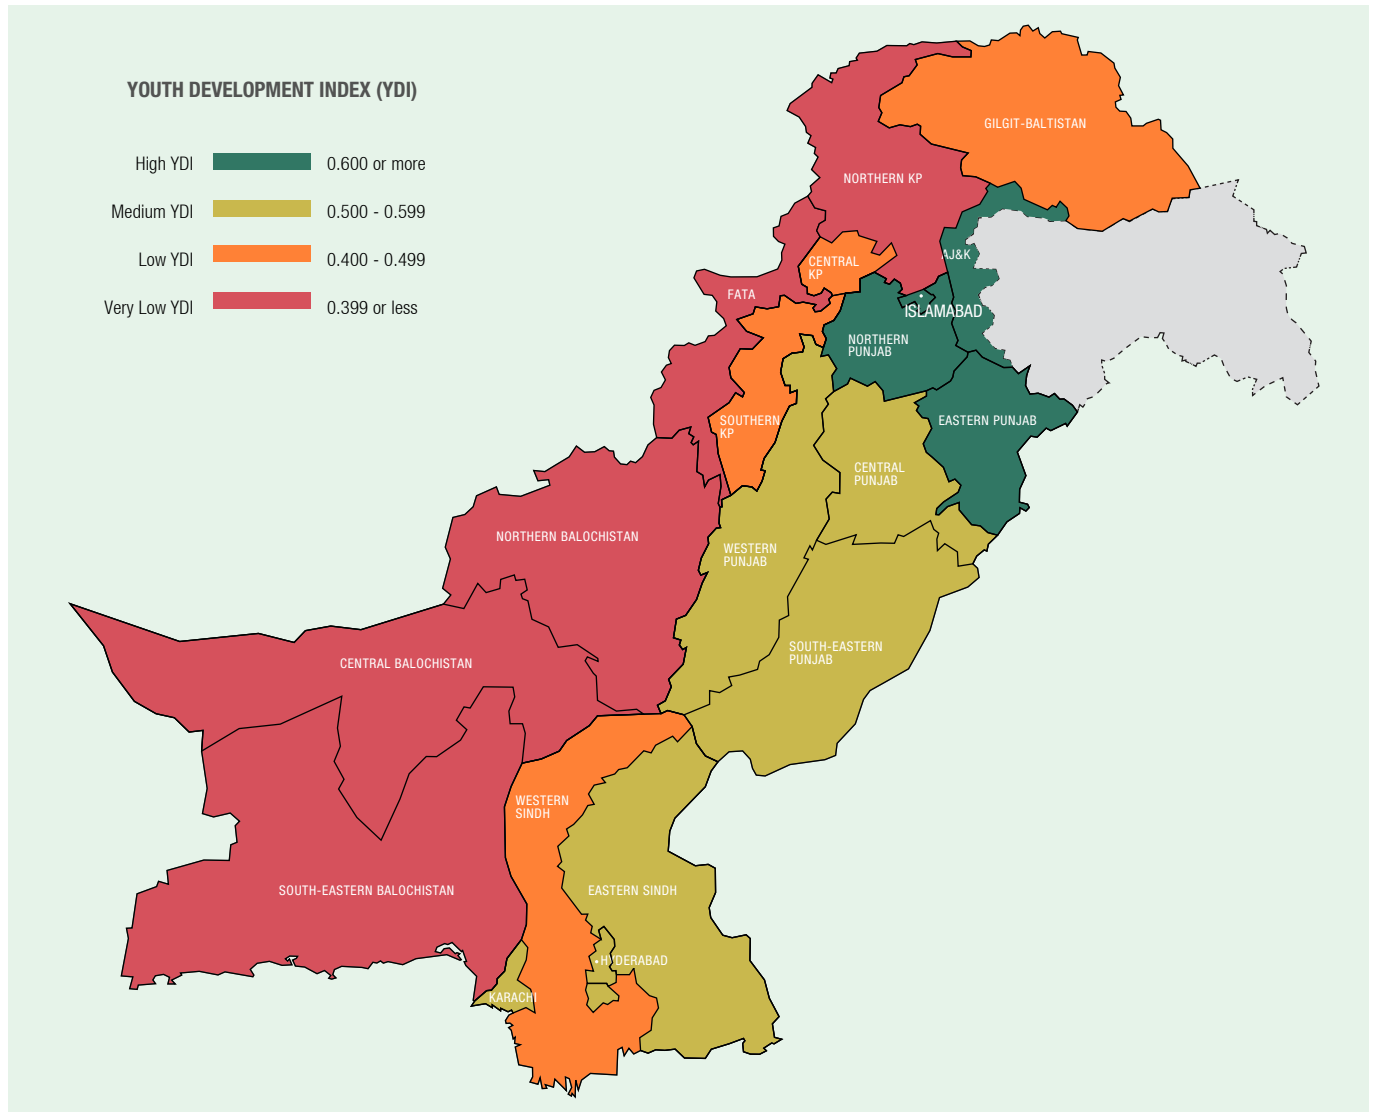 YOUTH DEVELOPMENT INDEX (YDI)
High YDI 0.600 or more
Medium YDI 0.500 - 0.599
Low YDI 0.400 - 0.499
Very Low YDI 0.399 or less
GILGIT-BALTISTAN
NORTHERN KP
AJ&K
CENTRAL
KP
FATA
ISLAMABAD
NORTHERN
PUNJAB
SOUTHERN
KP
EASTERN PUNJAB
CENTRAL
PUNJAB
NORTHERN BALOCHISTAN
WESTERN
PUNJAB
SOUTH-EASTERN
PUNJAB
CENTRAL BALOCHISTAN
WESTERN
SINDH
SOUTH-EASTERN BALOCHISTAN
EASTERN SINDH
HYDERABAD
KARACHI